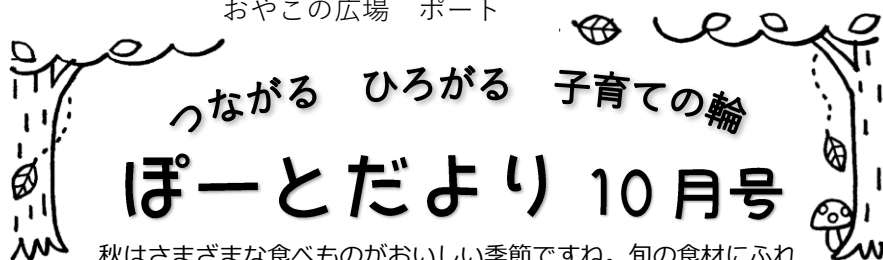 おやこの広場　ポート
つながる　ひろがる　子育ての輪
ぽーとだより 10月号
秋はさまざまな食べものがおいしい季節ですね。旬の食材にふれ